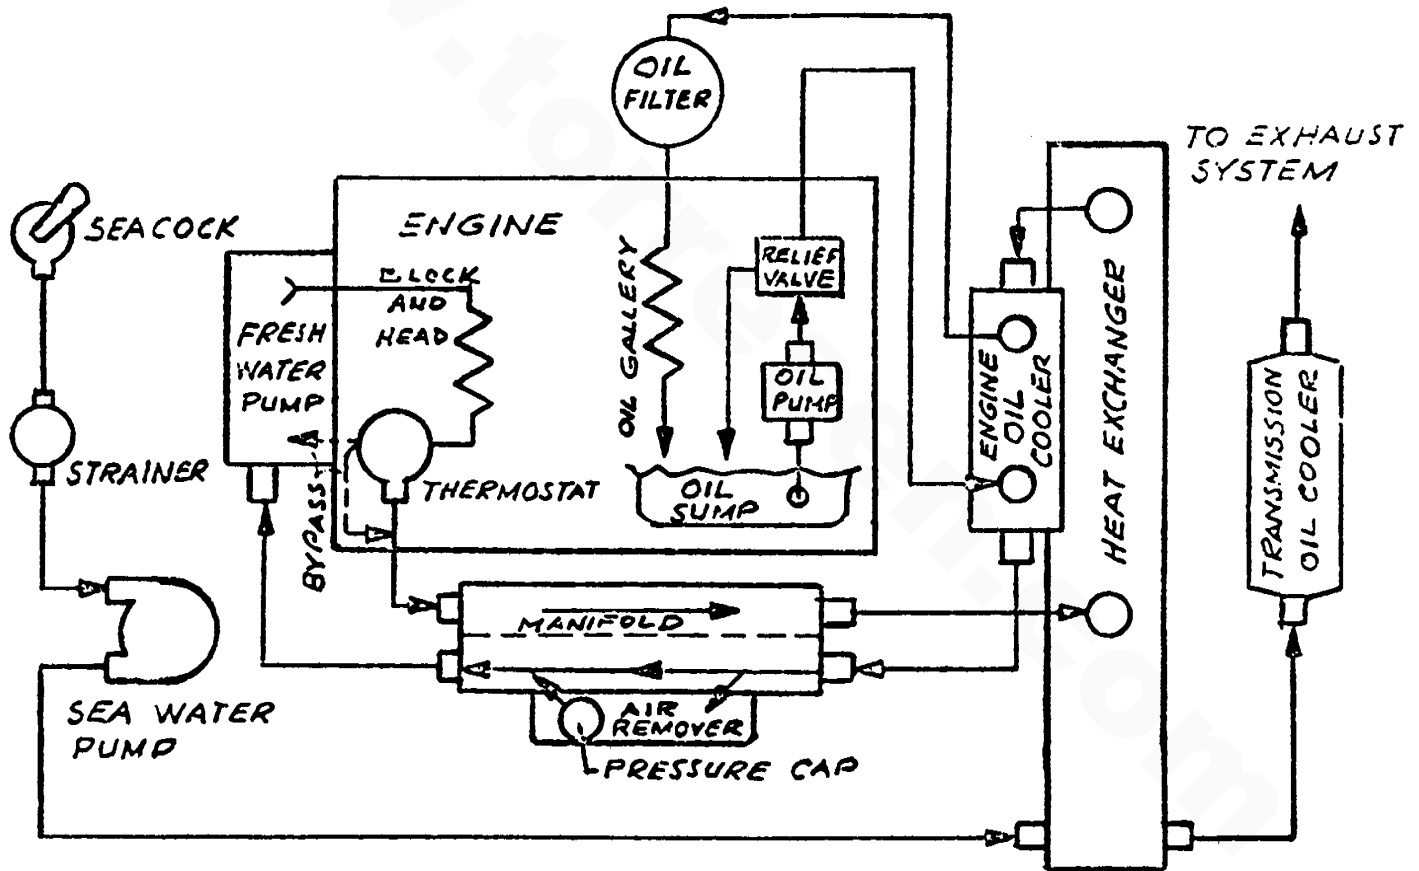 OIL
FILTER
TO EXHAUST
SYSTEM
SEACOCK
ENGINE
BLOCK
AND
HEAD
FRESH
WATER
PUMP
OIL GALLERY
RELIEF
VALVE
OIL
PUMP
ENGINE
OIL
COOLER
HEAT EXCHANGER
TRANSMISSION
OIL COOLER
STRAINER
THERMOSTAT
OIL
SUMP
BYPASS
MANIFOLD
SEA WATER
PUMP
AIR
REMOVER
PRESSURE CAP